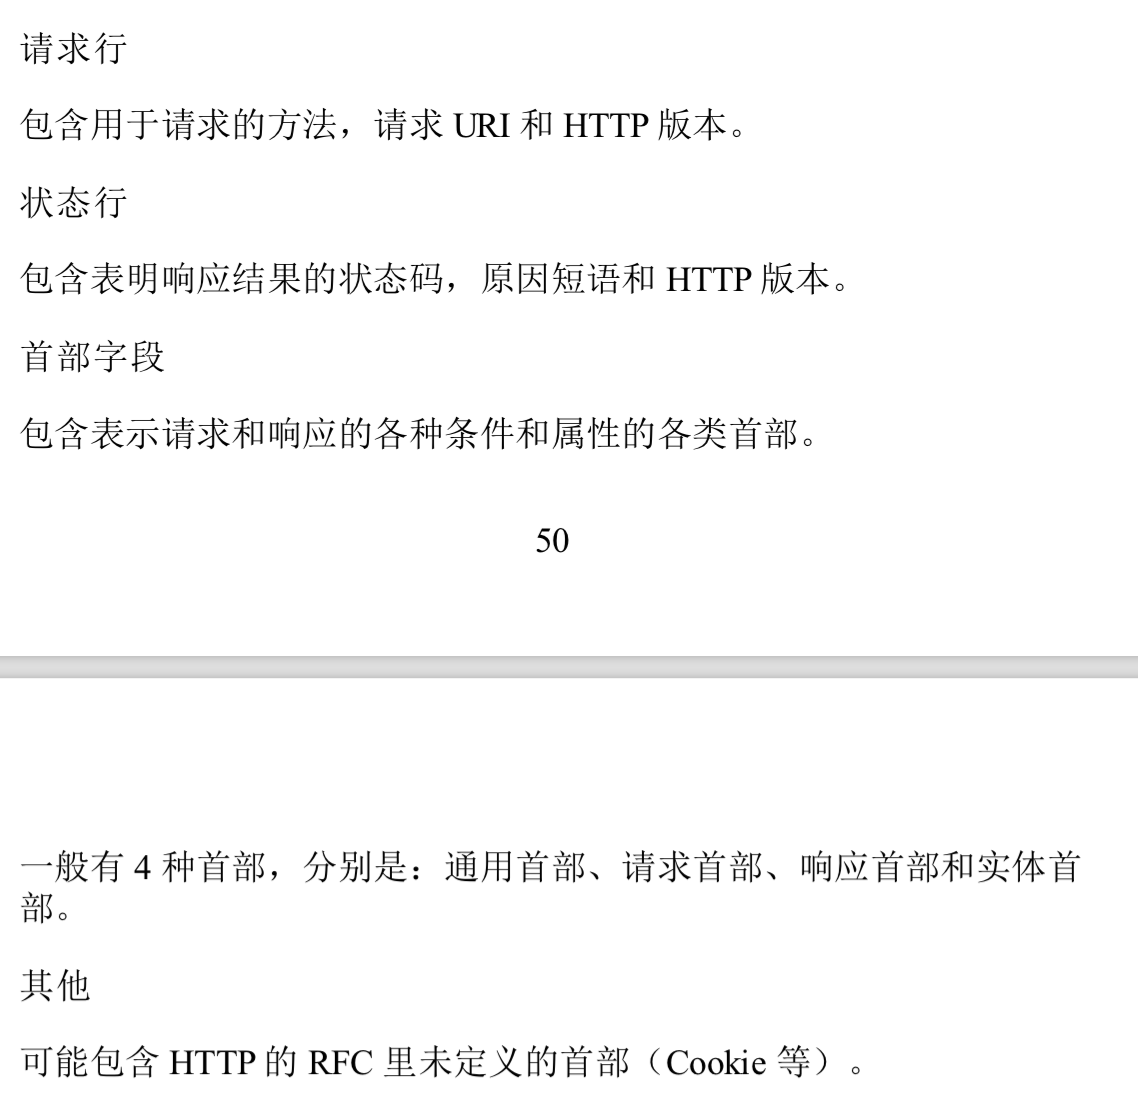 请求行
包含用于请求的方法，请求 URI 和 HTTP 版本。
状态行
包含表明响应结果的状态码，原因短语和 HTTP 版本。
首部字段
包含表示请求和响应的各种条件和属性的各类首部。
50
一般有 4 种首部，分别是：通用首部、请求首部、响应首部和实体首
部。
其他
可能包含 HTTP 的 RFC 里未定义的首部（Cookie 等）。